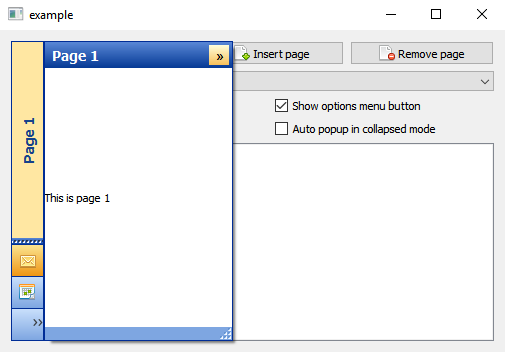 example
Page 1
»
Insert page
Remove page
Page 1
Show options menu button
Auto popup in collapsed mode
This is page 1
»